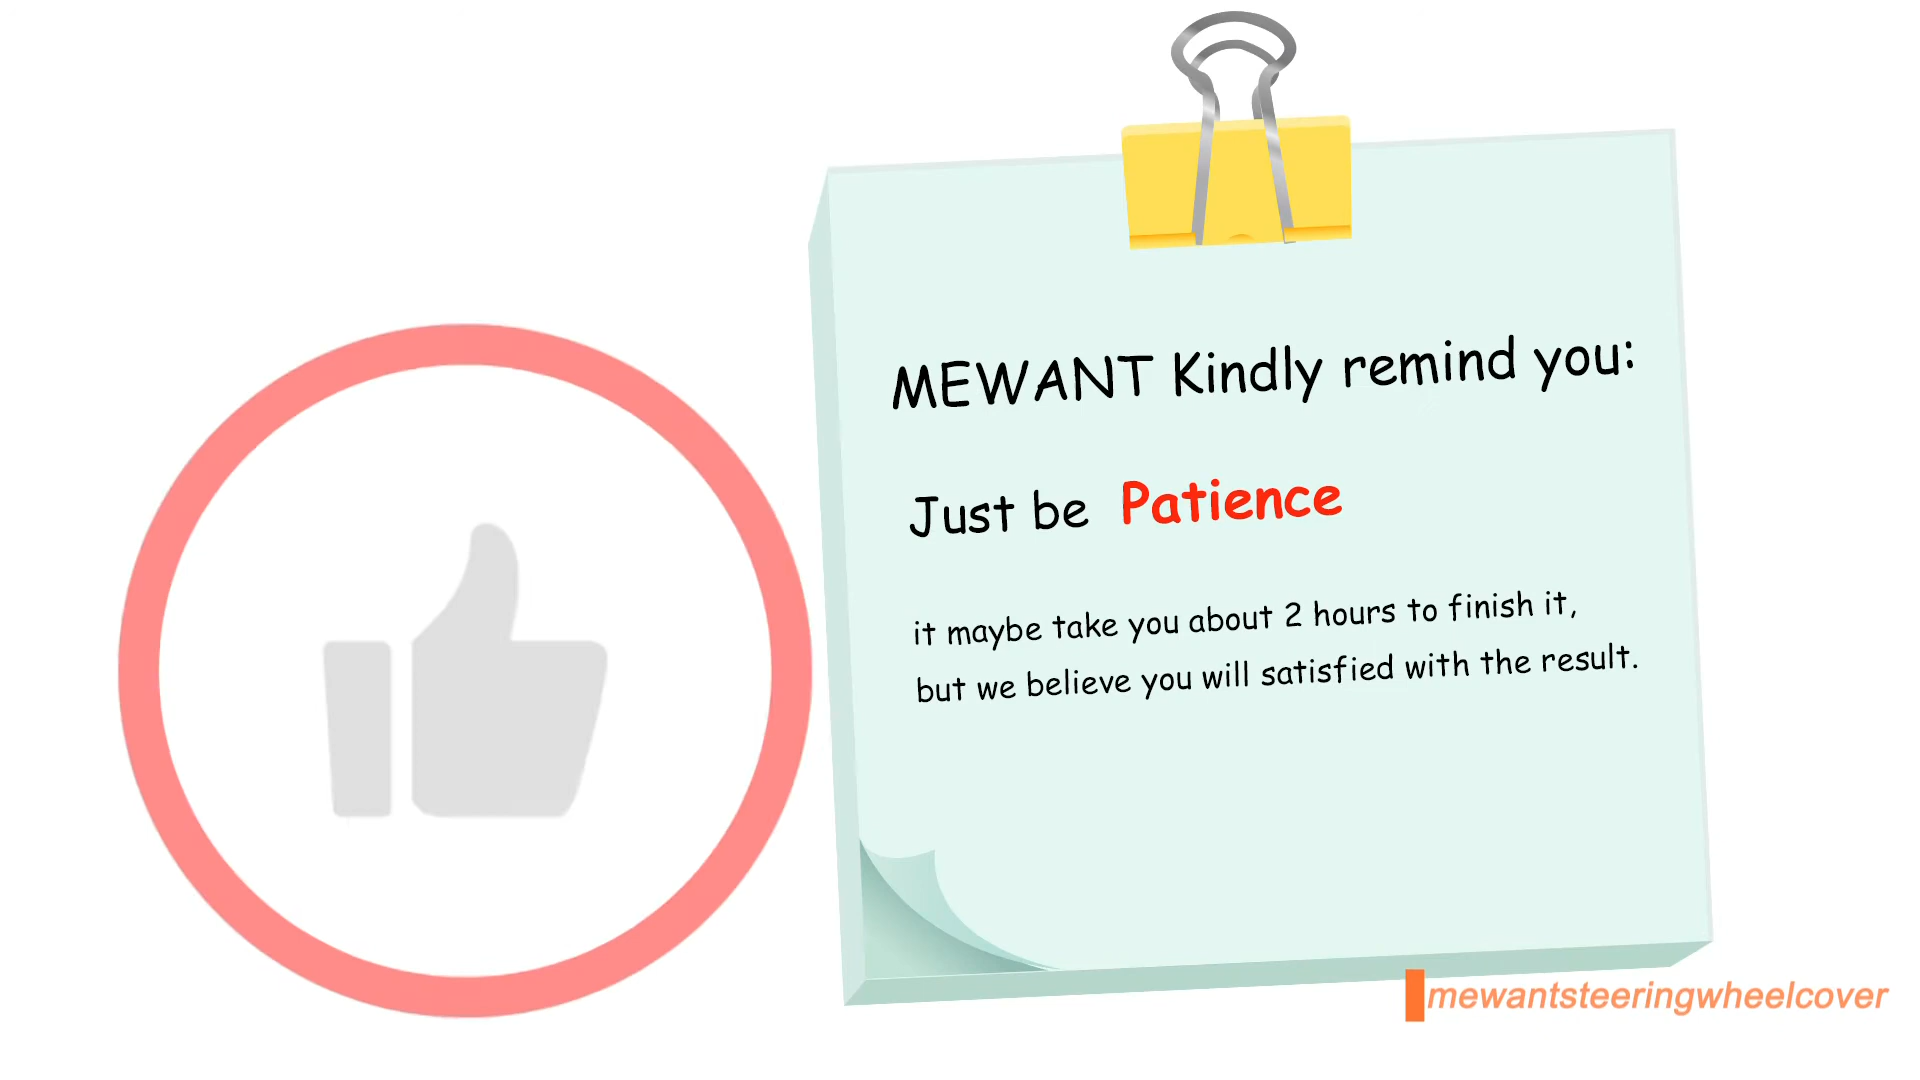 MEWANT Kindly remind you:
Just be Patience
it maybe take you about 2 hours to finish it,
but we believe you will satisfied with the result.
mewantsteeringwheelcover